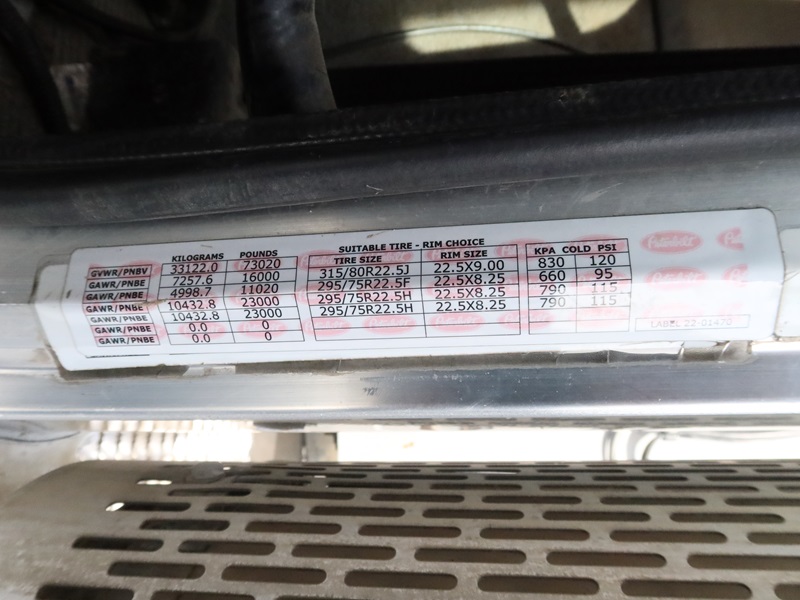 KILOGRAMS POUNDS SUITABLE TIRE - RIM CHOICE
TIRE SIZE RIM SIZE KPA COLD PSI
GVWR/PNBV 33122.0 73020
GAWR/PNBE 7257.6 16000 315/80R22.5J 22.5X9.00 830 120
GAWR/PNBE 4998.7 11020 295/75R22.5F 22.5X8.25 660 95
GAWR/PNBE 10432.8 23000 295/75R22.5H 22.5X8.25 790 115
GAWR/PNBE 10432.8 23000 295/75R22.5H 22.5X8.25 790 115
GAWR/PNBE 0.0 0
GAWR/PNBE 0.0 0
Peterbilt
LABEL 22-01470